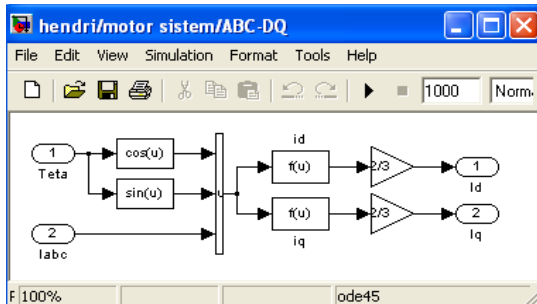 hendri/motor sistem/ABC-DQ
File Edit View Simulation Format Tools Help
1000 Norm
id
1 cos(u) f(u) 2/3 1
Teta Id
sin(u)
2 f(u) 2/3 2
Iabc iq Iq
F 100% ode45